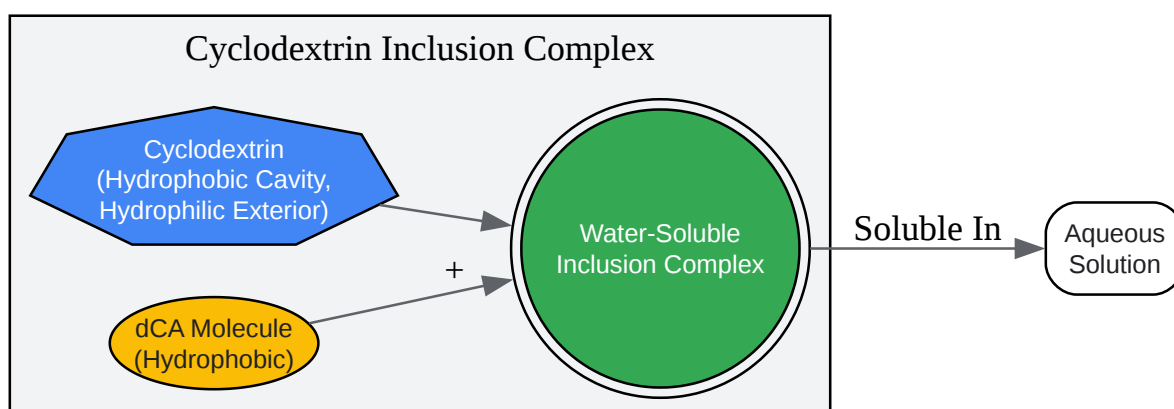 Cyclodextrin Inclusion Complex
Cyclodextrin
(Hydrophobic Cavity,
Hydrophilic Exterior)
+
dCA Molecule
(Hydrophobic)
Water-Soluble
Inclusion Complex
Soluble In
Aqueous
Solution